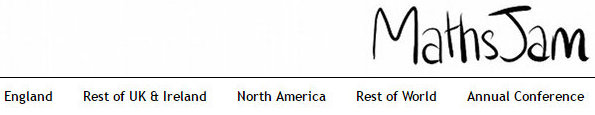 MathsJam
England Rest of UK & Ireland North America Rest of World Annual Conference